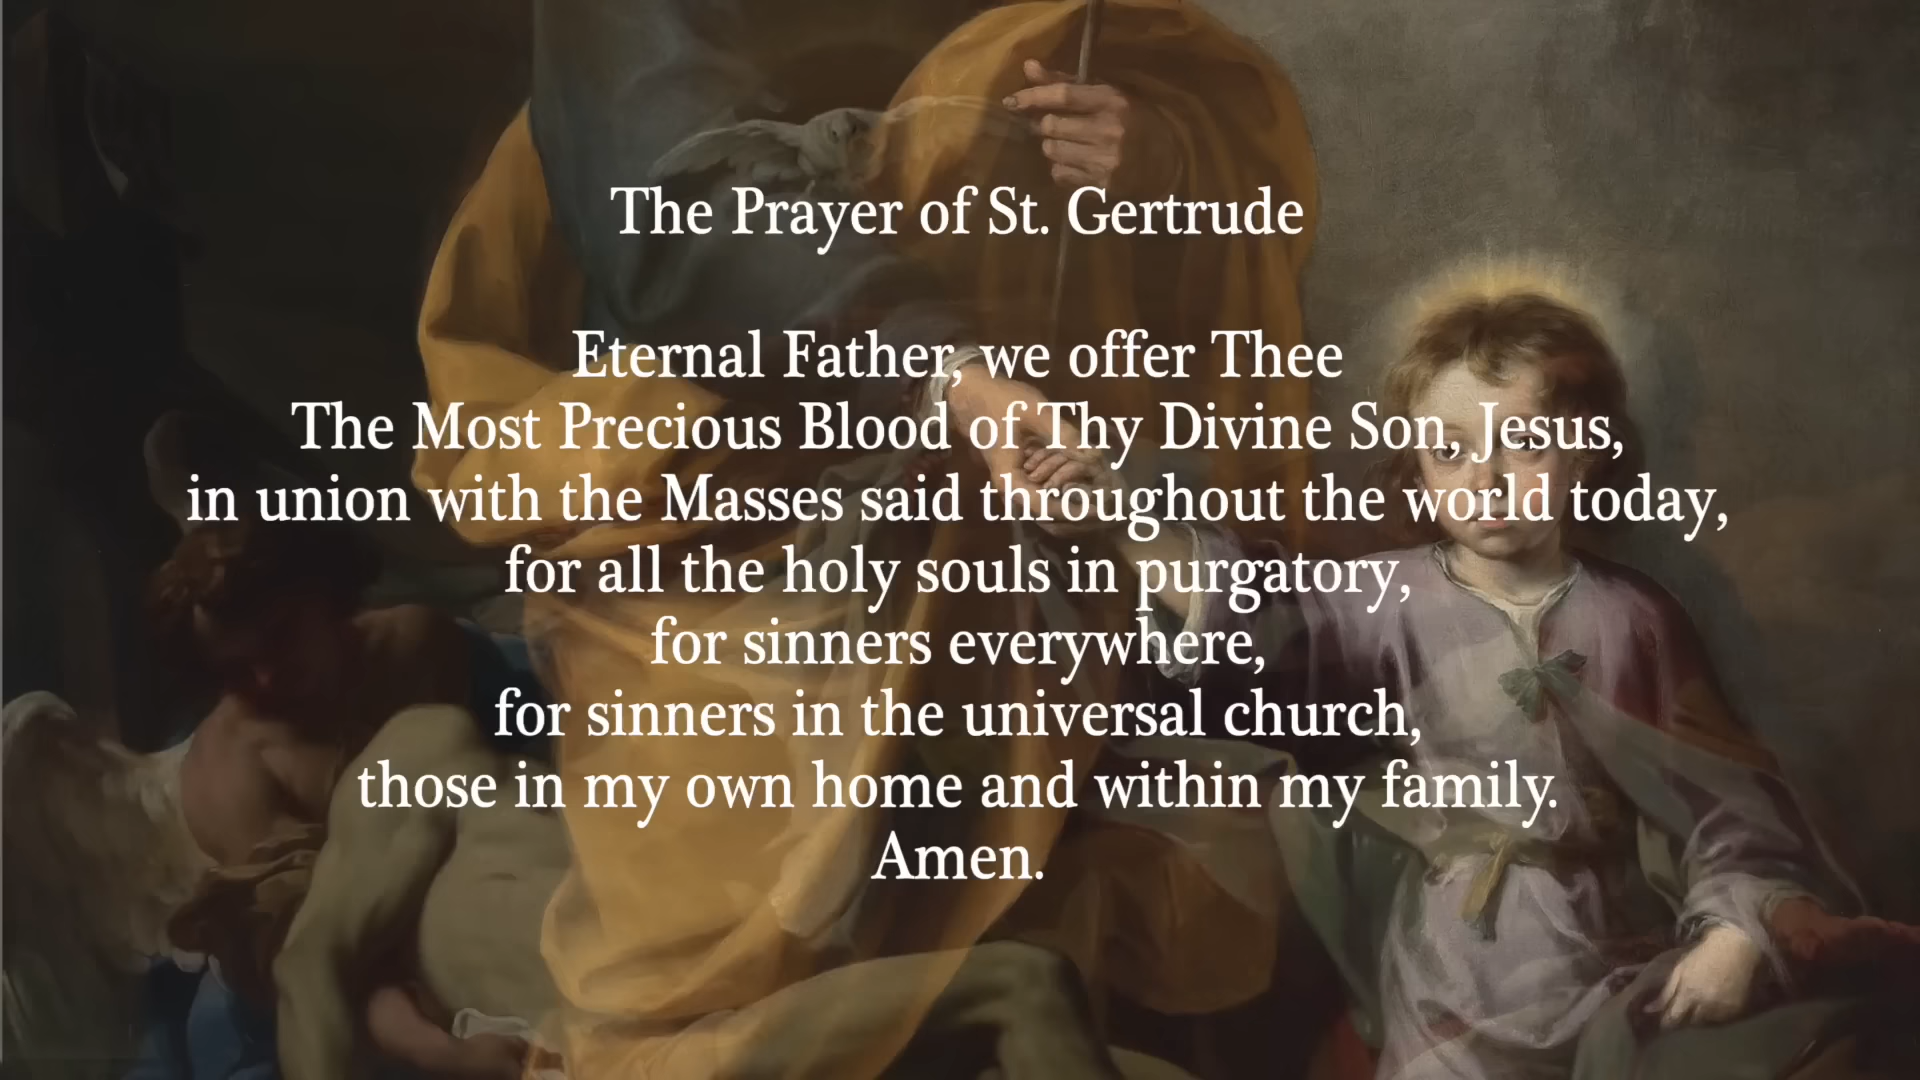 The Prayer of St. Gertrude
Eternal Father, we offer Thee
The Most Precious Blood of Thy Divine Son, Jesus,
in union with the Masses said throughout the world today,
for all the holy souls in purgatory,
for sinners everywhere,
for sinners in the universal church,
those in my own home and within my family.
Amen.